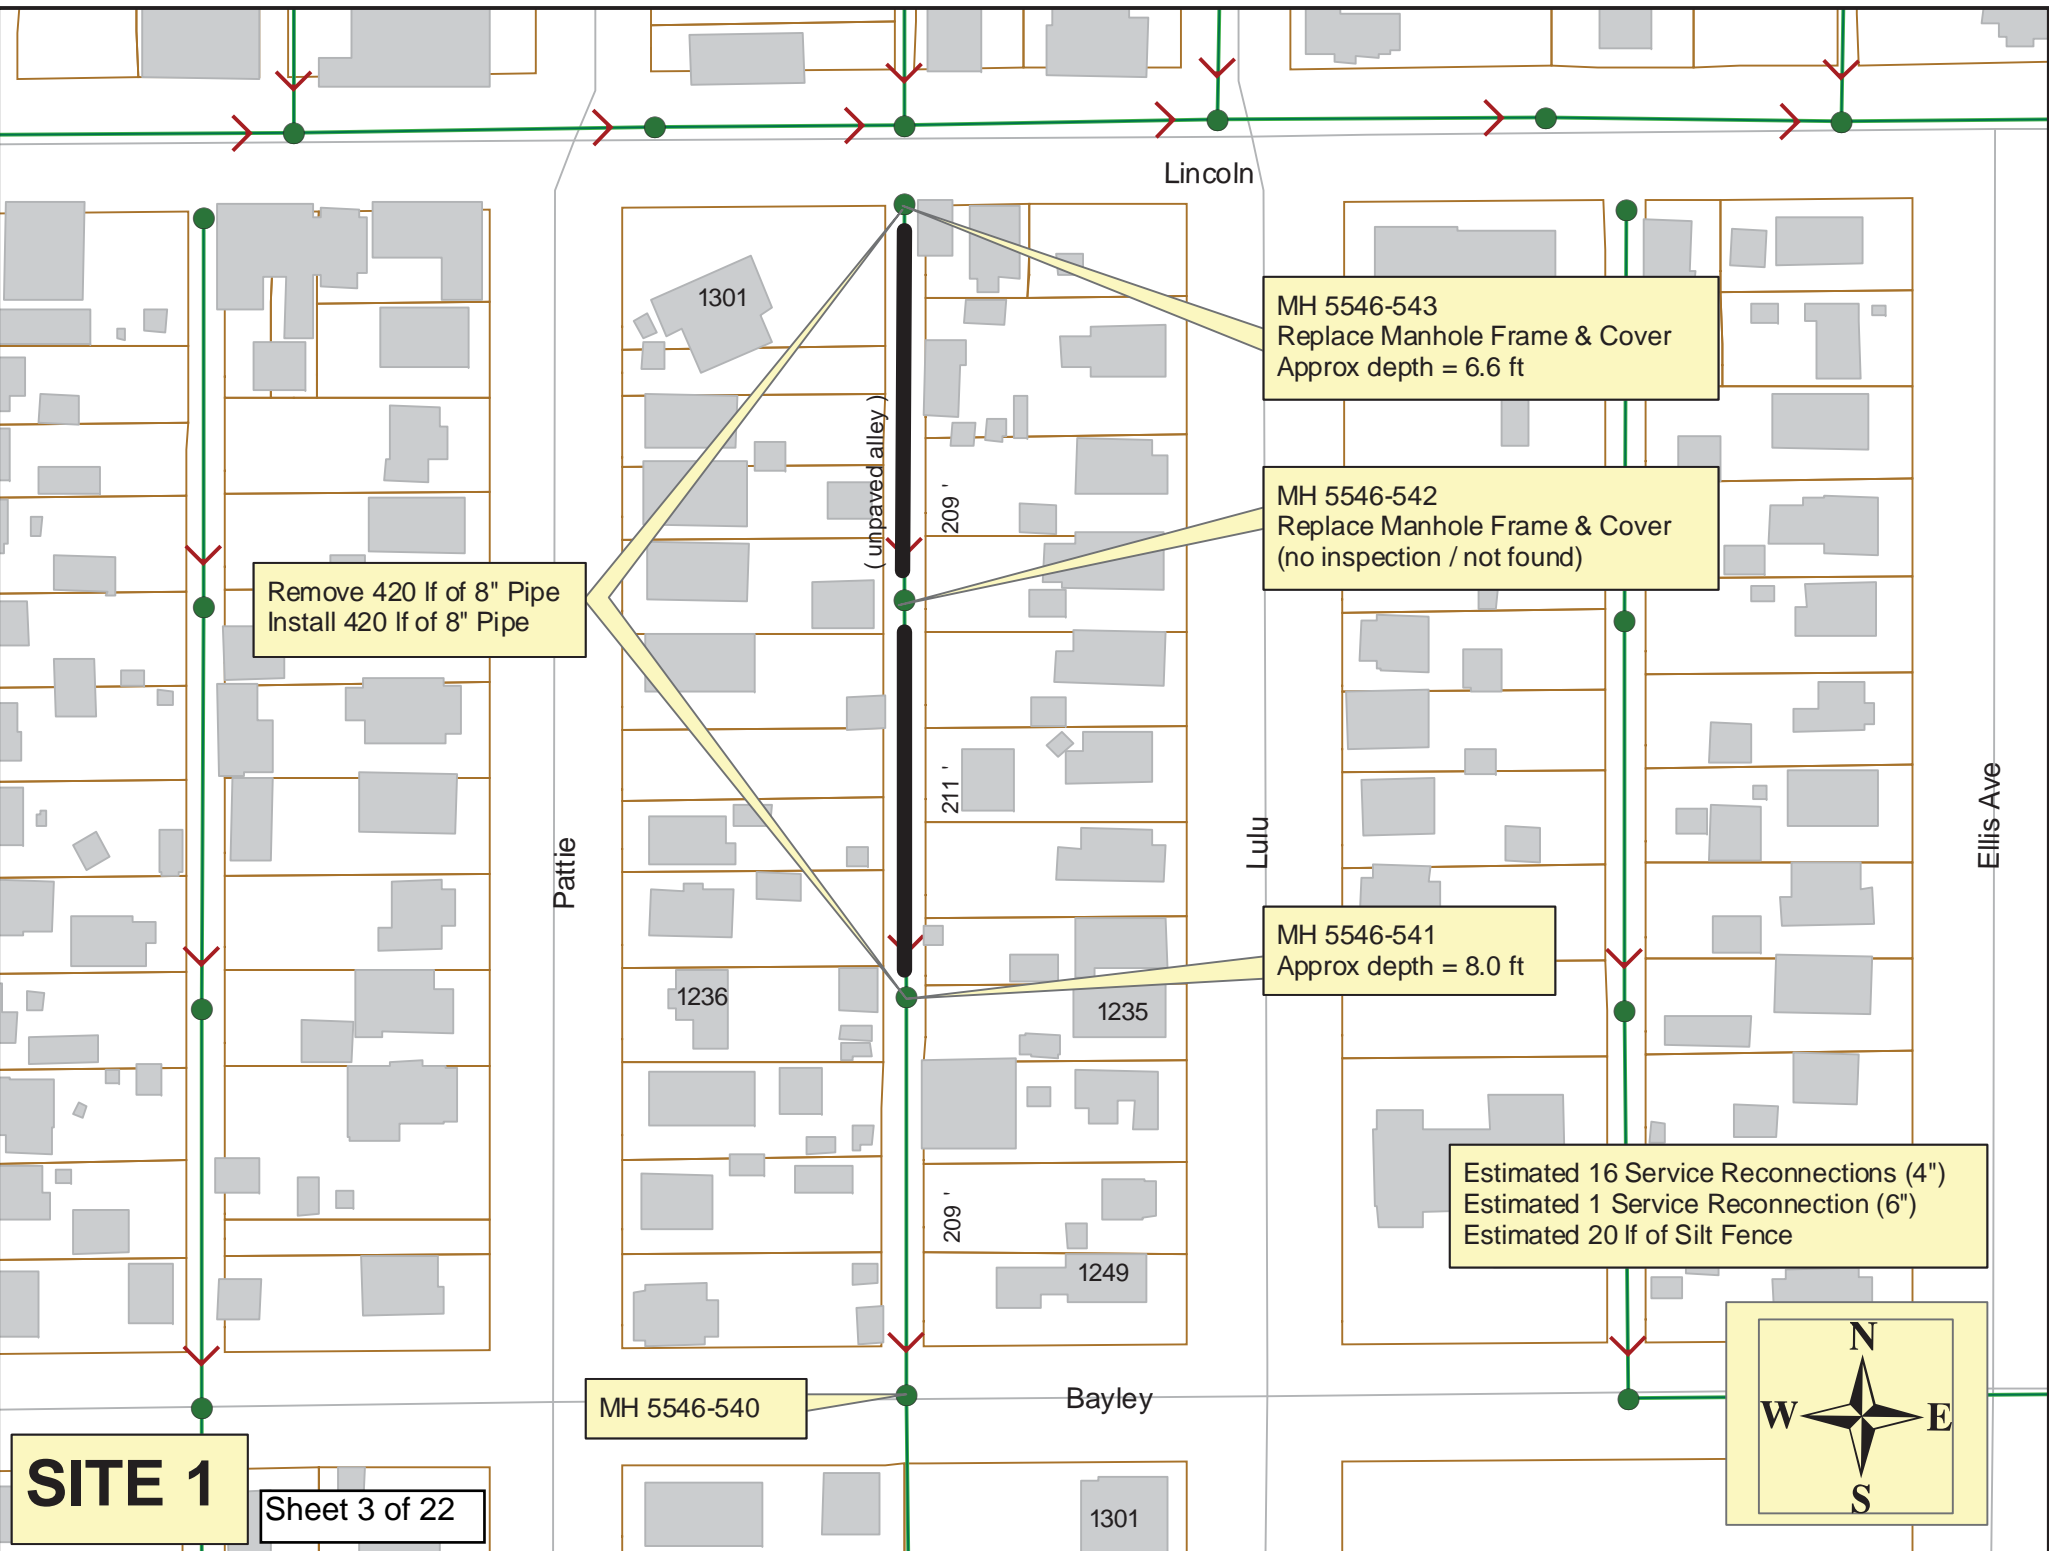 Lincoln
1301
MH 5546-543
Replace Manhole Frame & Cover
Approx depth = 6.6 ft
( unpaved alley )
209 '
MH 5546-542
Replace Manhole Frame & Cover
(no inspection / not found)
Remove 420 lf of 8" Pipe
Install 420 lf of 8" Pipe
211 '
Pattie
Lulu
Ellis Ave
MH 5546-541
Approx depth = 8.0 ft
1236
1235
Estimated 16 Service Reconnections (4")
Estimated 1 Service Reconnection (6")
Estimated 20 lf of Silt Fence
209 '
1249
MH 5546-540
Bayley
N
W
E
S
SITE 1
Sheet 3 of 22
1301